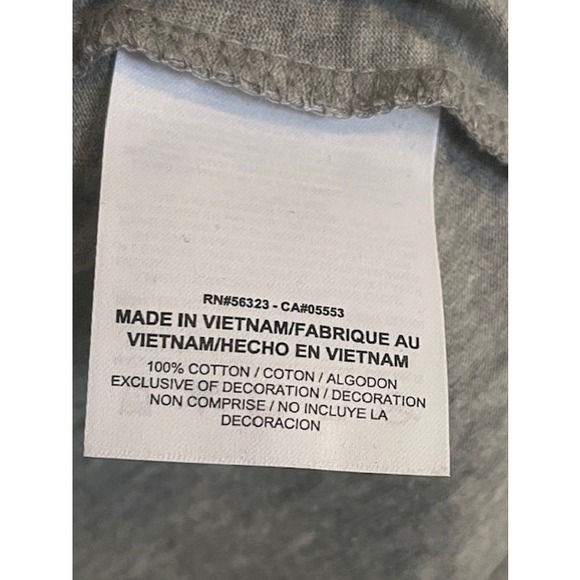 RN#56323 - CA#05553
MADE IN VIETNAM/FABRIQUE AU
VIETNAM/HECHO EN VIETNAM
100% COTTON / COTON / ALGODON
EXCLUSIVE OF DECORATION / DECORATION
NON COMPRISE / NO INCLUYE LA
DECORACION